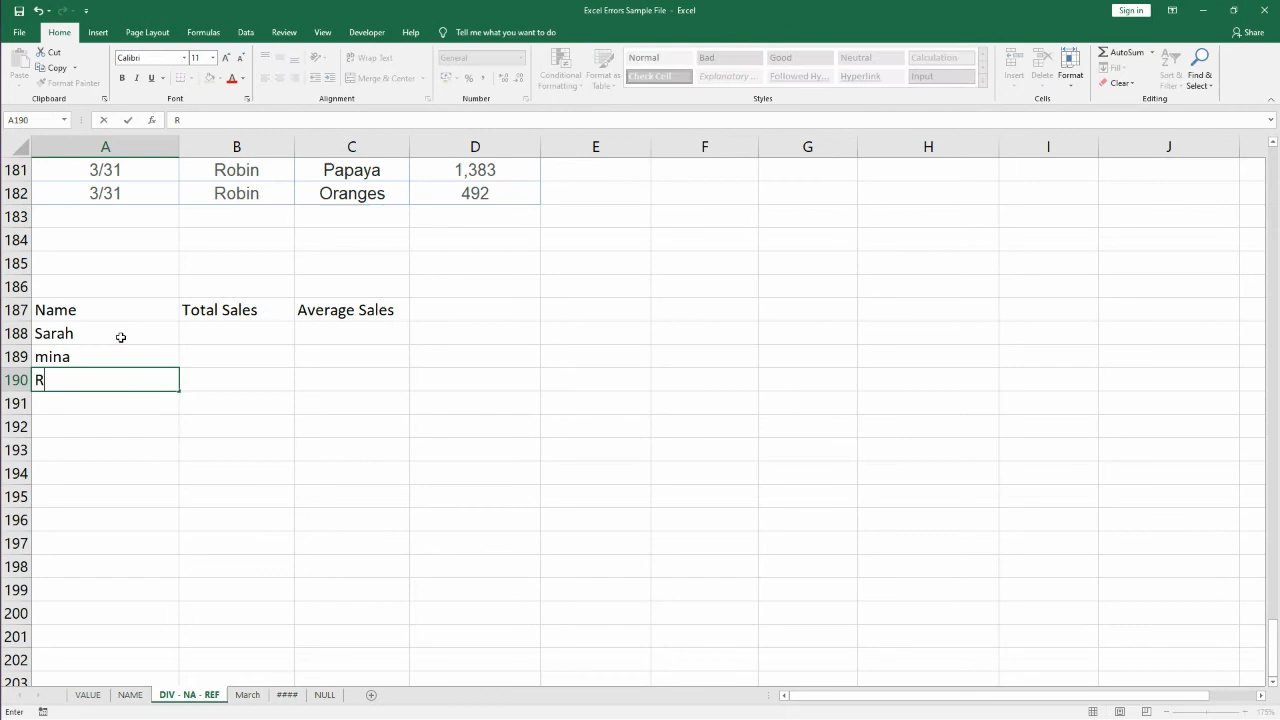 Excel Errors Sample File - Excel
Sign in
File Home Insert Page Layout Formulas Data Review View Developer Help Tell me what you want to do Share
Paste Cut Copy Format Painter Clipboard
Calibri 11 B I U A Font
Wrap Text Merge & Center Alignment
General % Number
Conditional Formatting Format as Table
Normal Bad Good Neutral Calculation
Check Cell Explanatory ... Followed Hy... Hyperlink Input
Styles
Insert Delete Format Cells
AutoSum Fill Clear Sort & Filter Find & Select Editing
A190 fx R
A B C D E F G H I J
181 3/31 Robin Papaya 1,383
182 3/31 Robin Oranges 492
183
184
185
186
187 Name Total Sales Average Sales
188 Sarah
189 mina
190 R
191
192
193
194
195
196
197
198
199
200
201
202
203
VALUE NAME DIV - NA - REF March #### NULL
Enter 175%